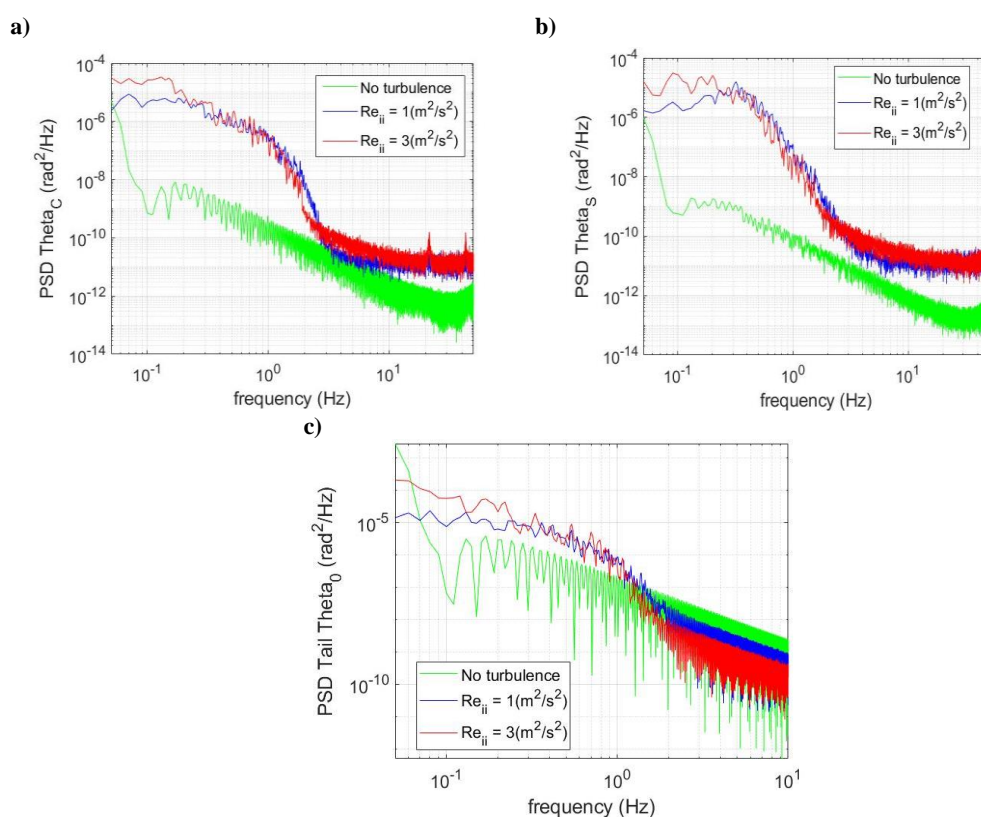 a)
PSD Theta_C (rad^2/Hz)
10^-4
10^-6
10^-8
10^-10
10^-12
10^-14
No turbulence
Re_ii = 1(m^2/s^2)
Re_ii = 3(m^2/s^2)
10^-1 10^0 10^1
frequency (Hz)
b)
PSD Theta_S (rad^2/Hz)
10^-4
10^-6
10^-8
10^-10
10^-12
10^-14
No turbulence
Re_ii = 1(m^2/s^2)
Re_ii = 3(m^2/s^2)
10^-1 10^0 10^1
frequency (Hz)
c)
PSD Tail Theta_0 (rad^2/Hz)
10^-5
10^-10
No turbulence
Re_ii = 1(m^2/s^2)
Re_ii = 3(m^2/s^2)
10^-1 10^0 10^1
frequency (Hz)